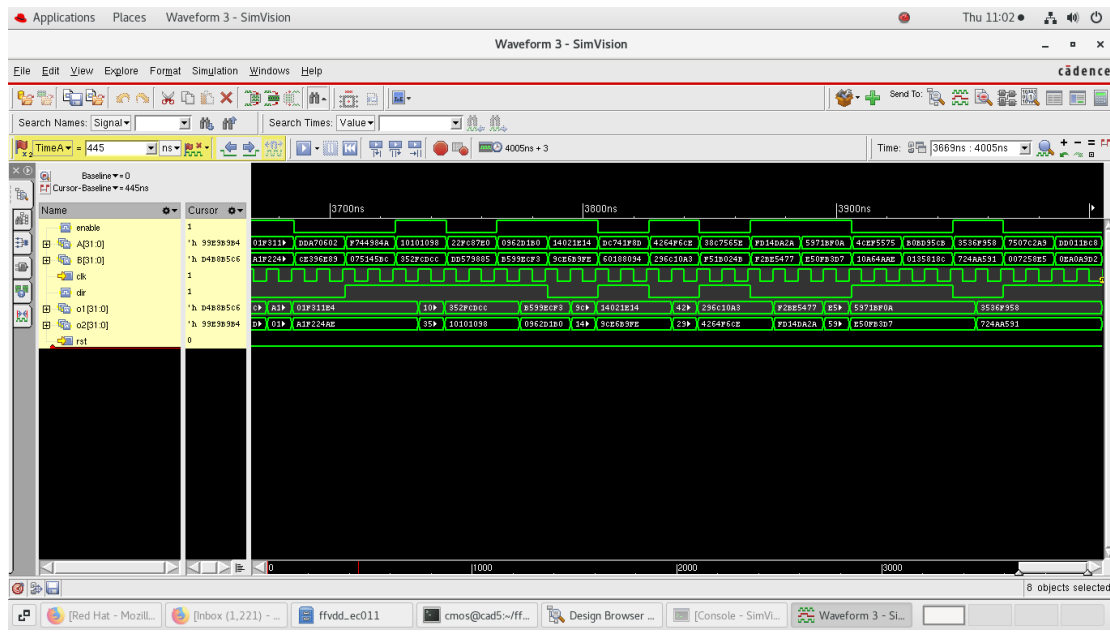 Applications Places Waveform 3 - SimVision Thu 11:02
Waveform 3 - SimVision
File Edit View Explore Format Simulation Windows Help cādence
Send To:
Search Names: Signal Search Times: Value
x2 TimeA = 445 ns 4005ns + 3 Time: 3669ns : 4005ns
Baseline = 0
Cursor-Baseline = 445ns
Name Cursor 3700ns 3800ns 3900ns
enable 1
A[31:0] 'h 99E9B9B4 01F311 DDA70602 F744984A 10101098 22FC87E0 0962D1B0 14021E14 DC741F8D 4264F6CE 38C7565E FD14DA2A 5971BF0A 4CEF5575 B0BD95CB 3536F958 7507C2A9 DD011BC8
B[31:0] 'h D4B8B5C6 A1F224 CE396E89 075145BC 352FCDCC DD579885 E599ECF3 9CE6B9FE 60188094 296C10A3 F51B024B F2BE5477 E50FB3D7 10A64AAE 0135818C 724AA591 007258E5 0EA0A9D2
clk 1
dir 1
o1[31:0] 'h D4B8B5C6 C A1 01F311E4 10 352FCDCC E599ECF3 9C 14021E14 42 296C10A3 F2BE5477 E5 5971BF0A 3536F958
o2[31:0] 'h 99E9B9B4 D 01 A1F224AE 35 10101098 0962D1B0 14 9CE6B9FE 29 4264F6CE FD14DA2A 59 E50FB3D7 724AA591
rst 0
0 1000 2000 3000
8 objects selected
[Red Hat - Mozill... [Inbox (1,221) - ... ffvdd_ec011 cmos@cad5:~/ff... Design Browser ... [Console - SimVi... Waveform 3 - Si...